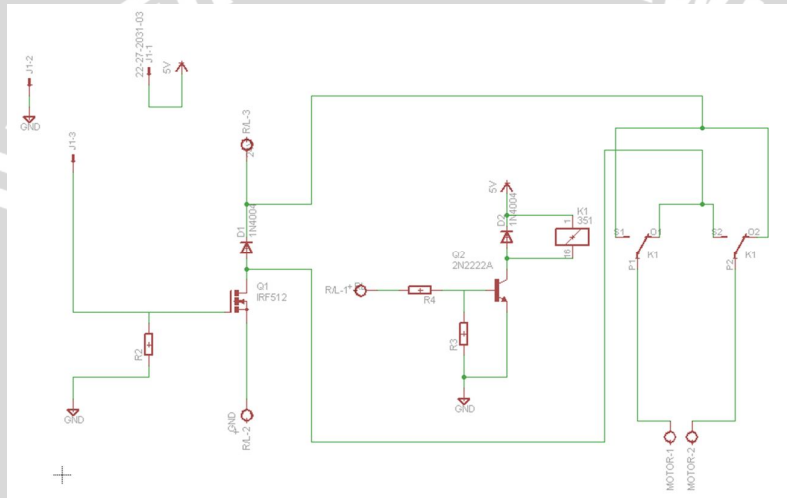 J1-2
GND
22-27-2031-03
J1-1
5V
J1-3
R/L-3
D1
1N4004
Q1
IRF512
R2
GND
GND
R/L-2
R/L-1
R4
R3
GND
Q2
2N2222A
5V
D2
1N4004
K1
351
1
16
S1
O1
P1
K1
S2
O2
P2
K1
MOTOR-1
MOTOR-2